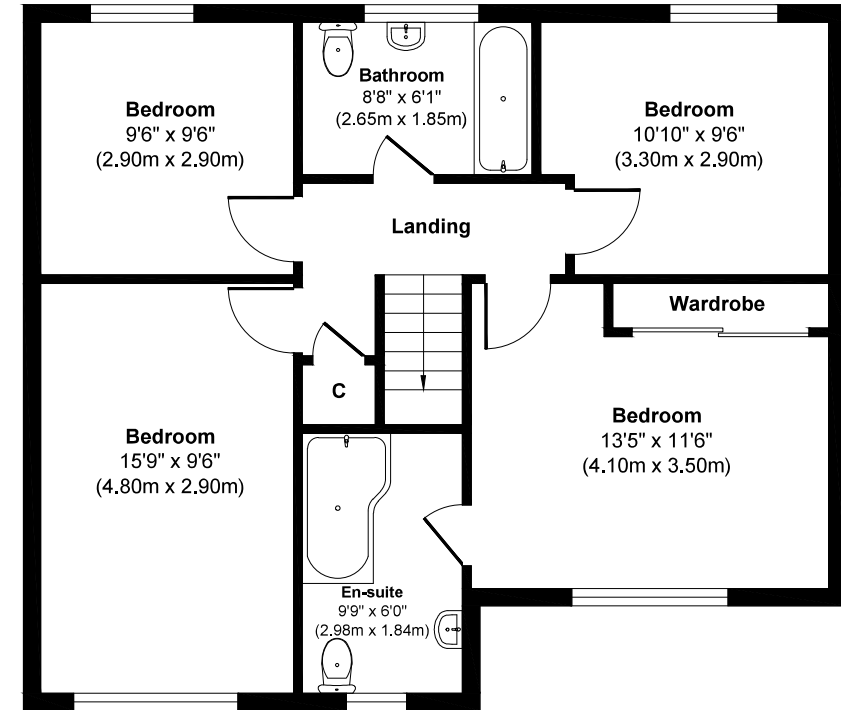 Bedroom
9'6" x 9'6"
(2.90m x 2.90m)
Bathroom
8'8" x 6'1"
(2.65m x 1.85m)
Bedroom
10'10" x 9'6"
(3.30m x 2.90m)
Landing
Wardrobe
C
Bedroom
15'9" x 9'6"
(4.80m x 2.90m)
Bedroom
13'5" x 11'6"
(4.10m x 3.50m)
En-suite
9'9" x 6'0"
(2.98m x 1.84m)